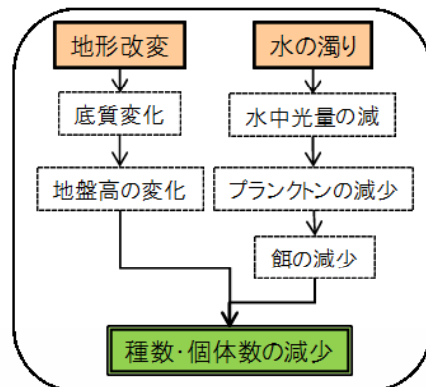 地形改変
水の濁り
底質変化
水中光量の減
地盤高の変化
プランクトンの減少
餌の減少
種数・個体数の減少